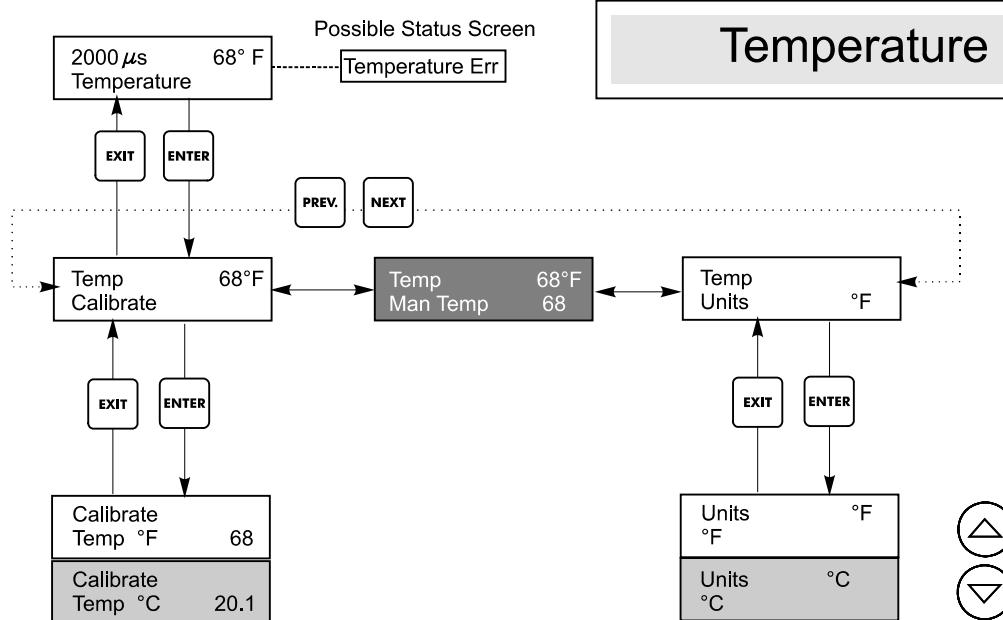 Possible Status Screen
Temperature
2000 µs 68° F
Temperature
Temperature Err
EXIT
ENTER
PREV.
NEXT
Temp 68°F
Calibrate
Temp 68°F
Man Temp 68
Temp
Units °F
EXIT
ENTER
EXIT
ENTER
Calibrate
Temp °F 68
Calibrate
Temp °C 20.1
Units °F
°F
Units °C
°C